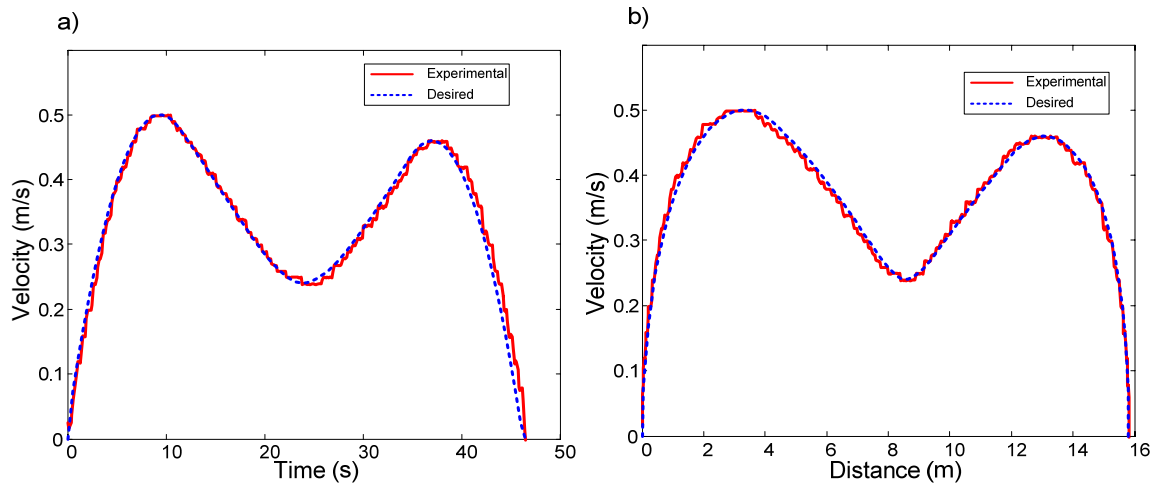 a)
Velocity (m/s)
0.5
0.4
0.3
0.2
0.1
0
Experimental
Desired
0 10 20 30 40 50
Time (s)
b)
Velocity (m/s)
0.5
0.4
0.3
0.2
0.1
0
Experimental
Desired
0 2 4 6 8 10 12 14 16
Distance (m)